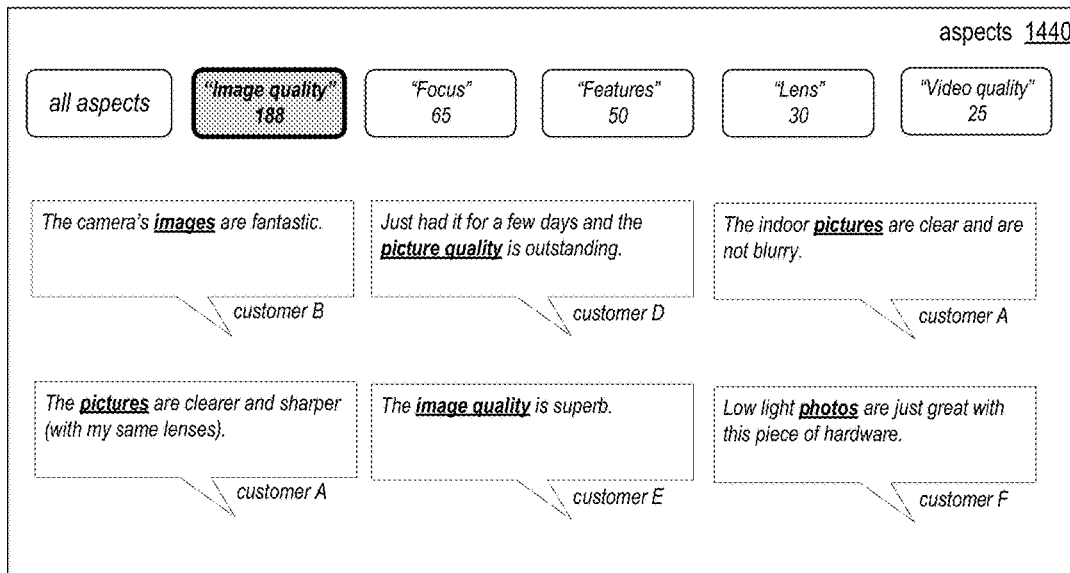 aspects 1440
all aspects
"Image quality"
188
"Focus"
65
"Features"
50
"Lens"
30
"Video quality"
25
The camera's images are fantastic.
customer B
Just had it for a few days and the
picture quality is outstanding.
customer D
The indoor pictures are clear and are
not blurry.
customer A
The pictures are clearer and sharper
(with my same lenses).
customer A
The image quality is superb.
customer E
Low light photos are just great with
this piece of hardware.
customer F